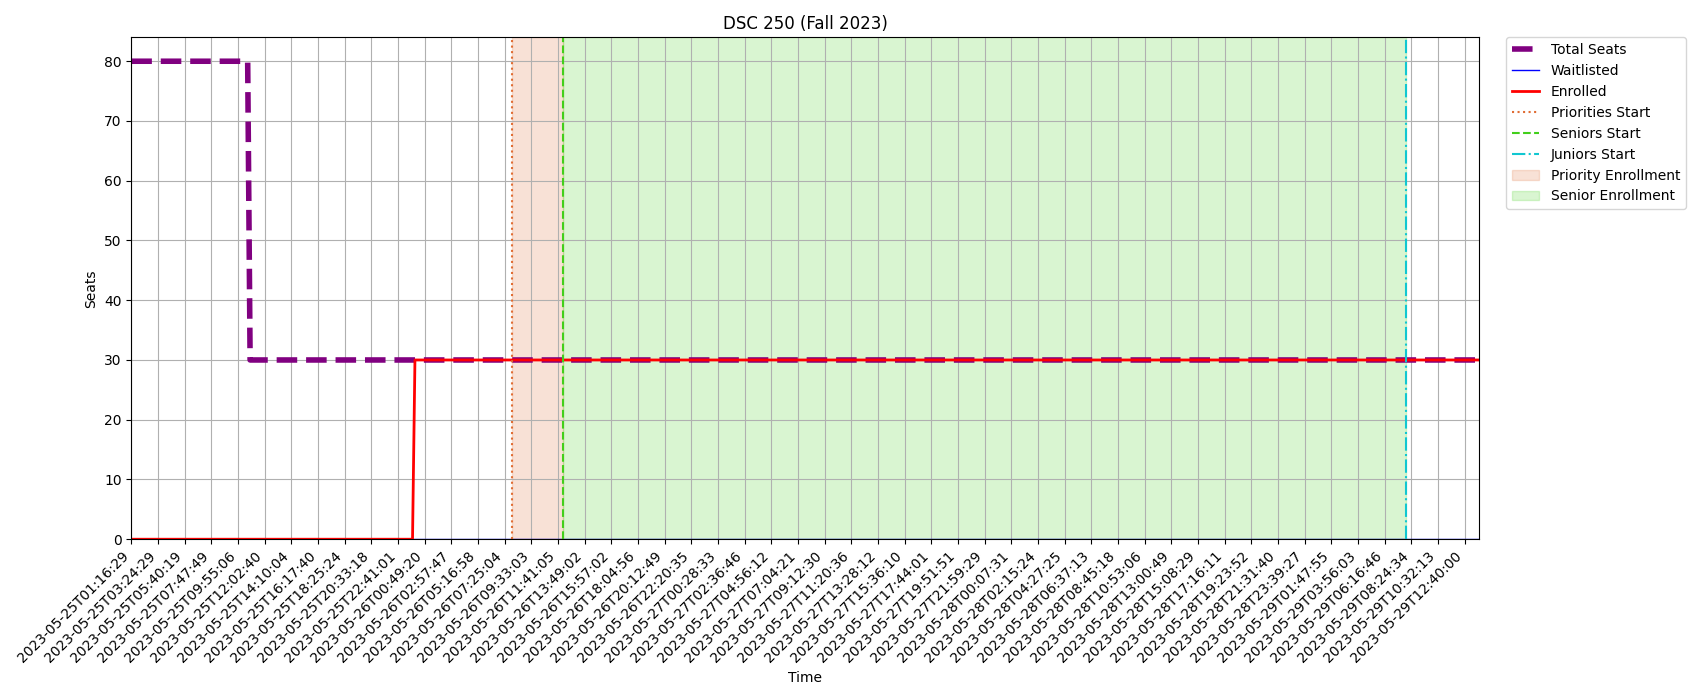 DSC 250 (Fall 2023)
Total Seats
Waitlisted
Enrolled
Priorities Start
Seniors Start
Juniors Start
Priority Enrollment
Senior Enrollment
Seats
80
70
60
50
40
30
20
10
0
2023-05-25T01:16:29
2023-05-25T03:24:29
2023-05-25T05:40:19
2023-05-25T07:47:49
2023-05-25T09:55:06
2023-05-25T12:02:40
2023-05-25T14:10:04
2023-05-25T16:17:40
2023-05-25T18:25:24
2023-05-25T20:33:18
2023-05-25T22:41:01
2023-05-26T00:49:20
2023-05-26T02:57:47
2023-05-26T05:16:58
2023-05-26T07:25:04
2023-05-26T09:33:03
2023-05-26T11:41:05
2023-05-26T13:49:02
2023-05-26T15:57:02
2023-05-26T18:04:56
2023-05-26T20:12:49
2023-05-26T22:20:35
2023-05-27T00:28:33
2023-05-27T02:36:46
2023-05-27T04:56:12
2023-05-27T07:04:21
2023-05-27T09:12:30
2023-05-27T11:20:36
2023-05-27T13:28:12
2023-05-27T15:36:10
2023-05-27T17:44:01
2023-05-27T19:51:51
2023-05-27T21:59:29
2023-05-28T00:07:31
2023-05-28T02:15:24
2023-05-28T04:27:25
2023-05-28T06:37:13
2023-05-28T08:45:18
2023-05-28T10:53:06
2023-05-28T13:00:49
2023-05-28T15:08:29
2023-05-28T17:16:11
2023-05-28T19:23:52
2023-05-28T21:31:40
2023-05-28T23:39:27
2023-05-29T01:47:55
2023-05-29T03:56:03
2023-05-29T06:16:46
2023-05-29T08:24:34
2023-05-29T10:32:13
2023-05-29T12:40:00
Time